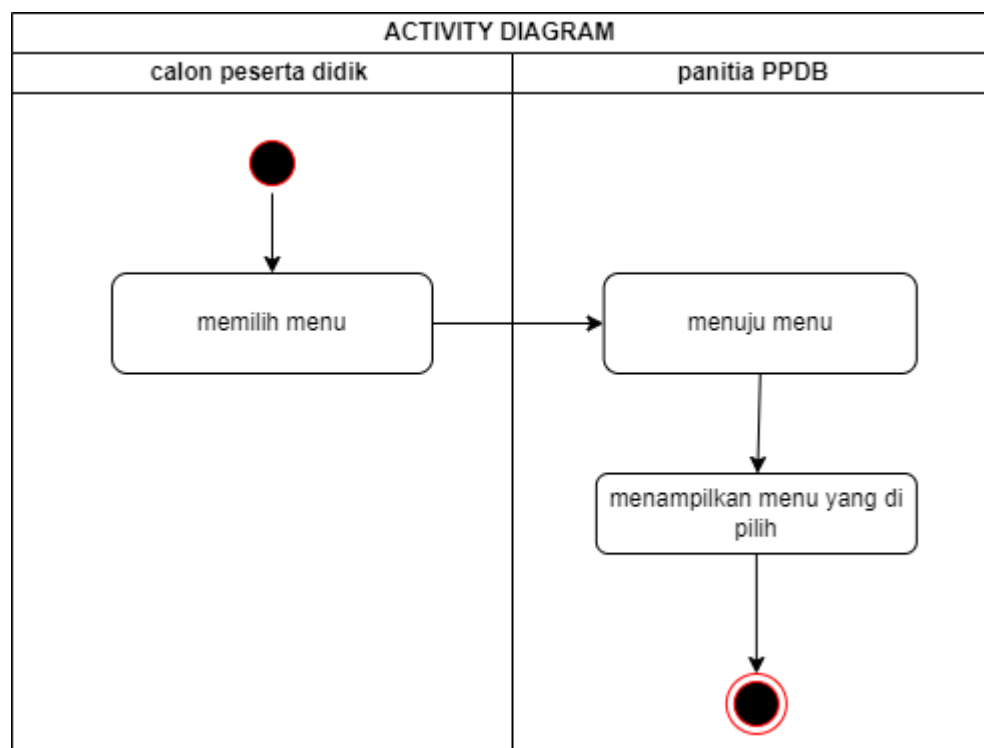 ACTIVITY DIAGRAM
calon peserta didik
panitia PPDB
memilih menu
menuju menu
menampilkan menu yang di
pilih